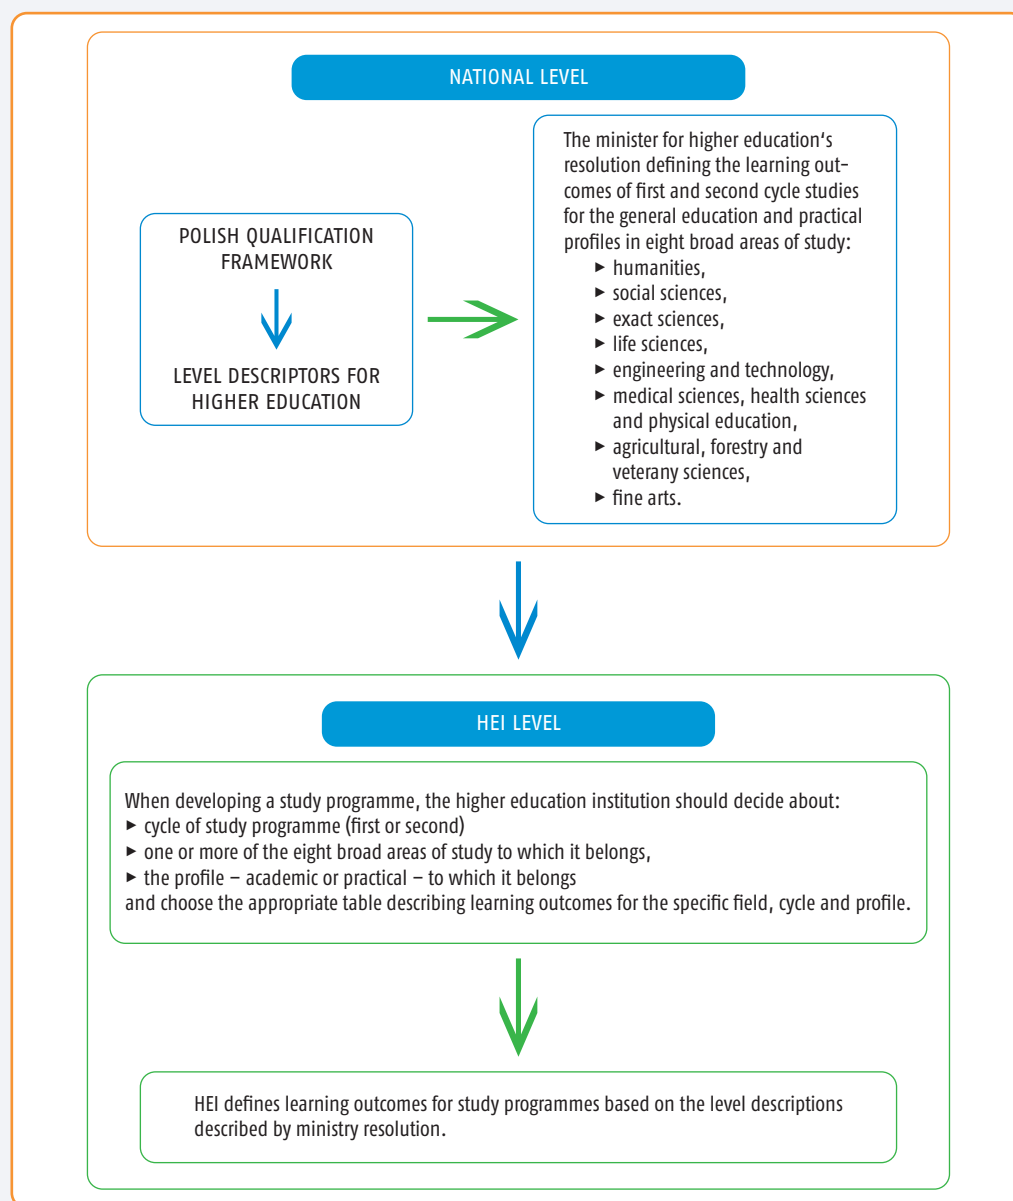 NATIONAL LEVEL
POLISH QUALIFICATION
FRAMEWORK
LEVEL DESCRIPTORS FOR
HIGHER EDUCATION
The minister for higher education‘s
resolution defining the learning out-
comes of first and second cycle studies
for the general education and practical
profiles in eight broad areas of study:
▸ humanities,
▸ social sciences,
▸ exact sciences,
▸ life sciences,
▸ engineering and technology,
▸ medical sciences, health sciences
and physical education,
▸ agricultural, forestry and
veterany sciences,
▸ fine arts.
HEI LEVEL
When developing a study programme, the higher education institution should decide about:
▸ cycle of study programme (first or second)
▸ one or more of the eight broad areas of study to which it belongs,
▸ the profile – academic or practical – to which it belongs
and choose the appropriate table describing learning outcomes for the specific field, cycle and profile.
HEI defines learning outcomes for study programmes based on the level descriptions
described by ministry resolution.